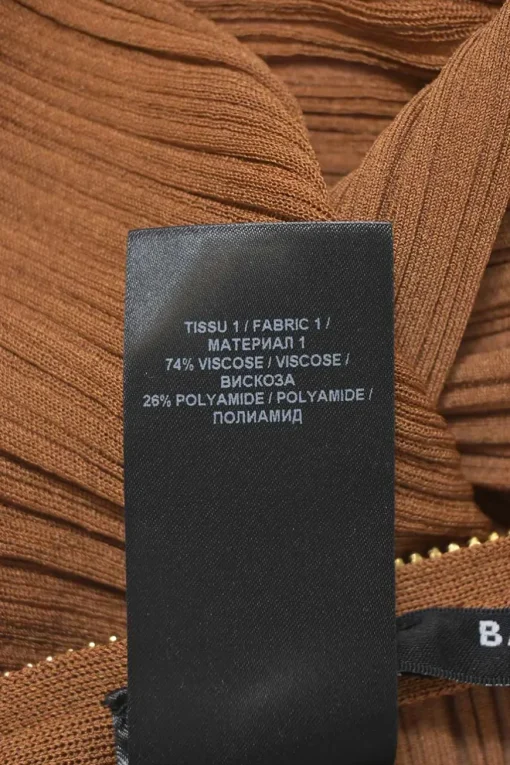 TISSU 1 / FABRIC 1 /
МАТЕРИАЛ 1
74% VISCOSE / VISCOSE /
ВИСКОЗА
26% POLYAMIDE / POLYAMIDE /
ПОЛИАМИД